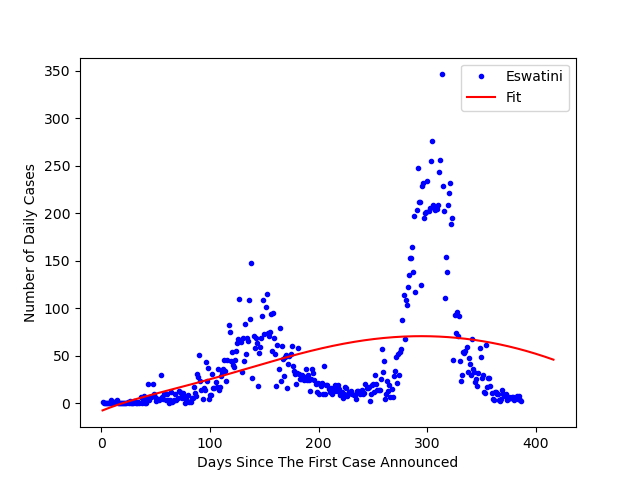 350
300
250
200
150
100
50
0
Number of Daily Cases
Eswatini
Fit
0 100 200 300 400
Days Since The First Case Announced